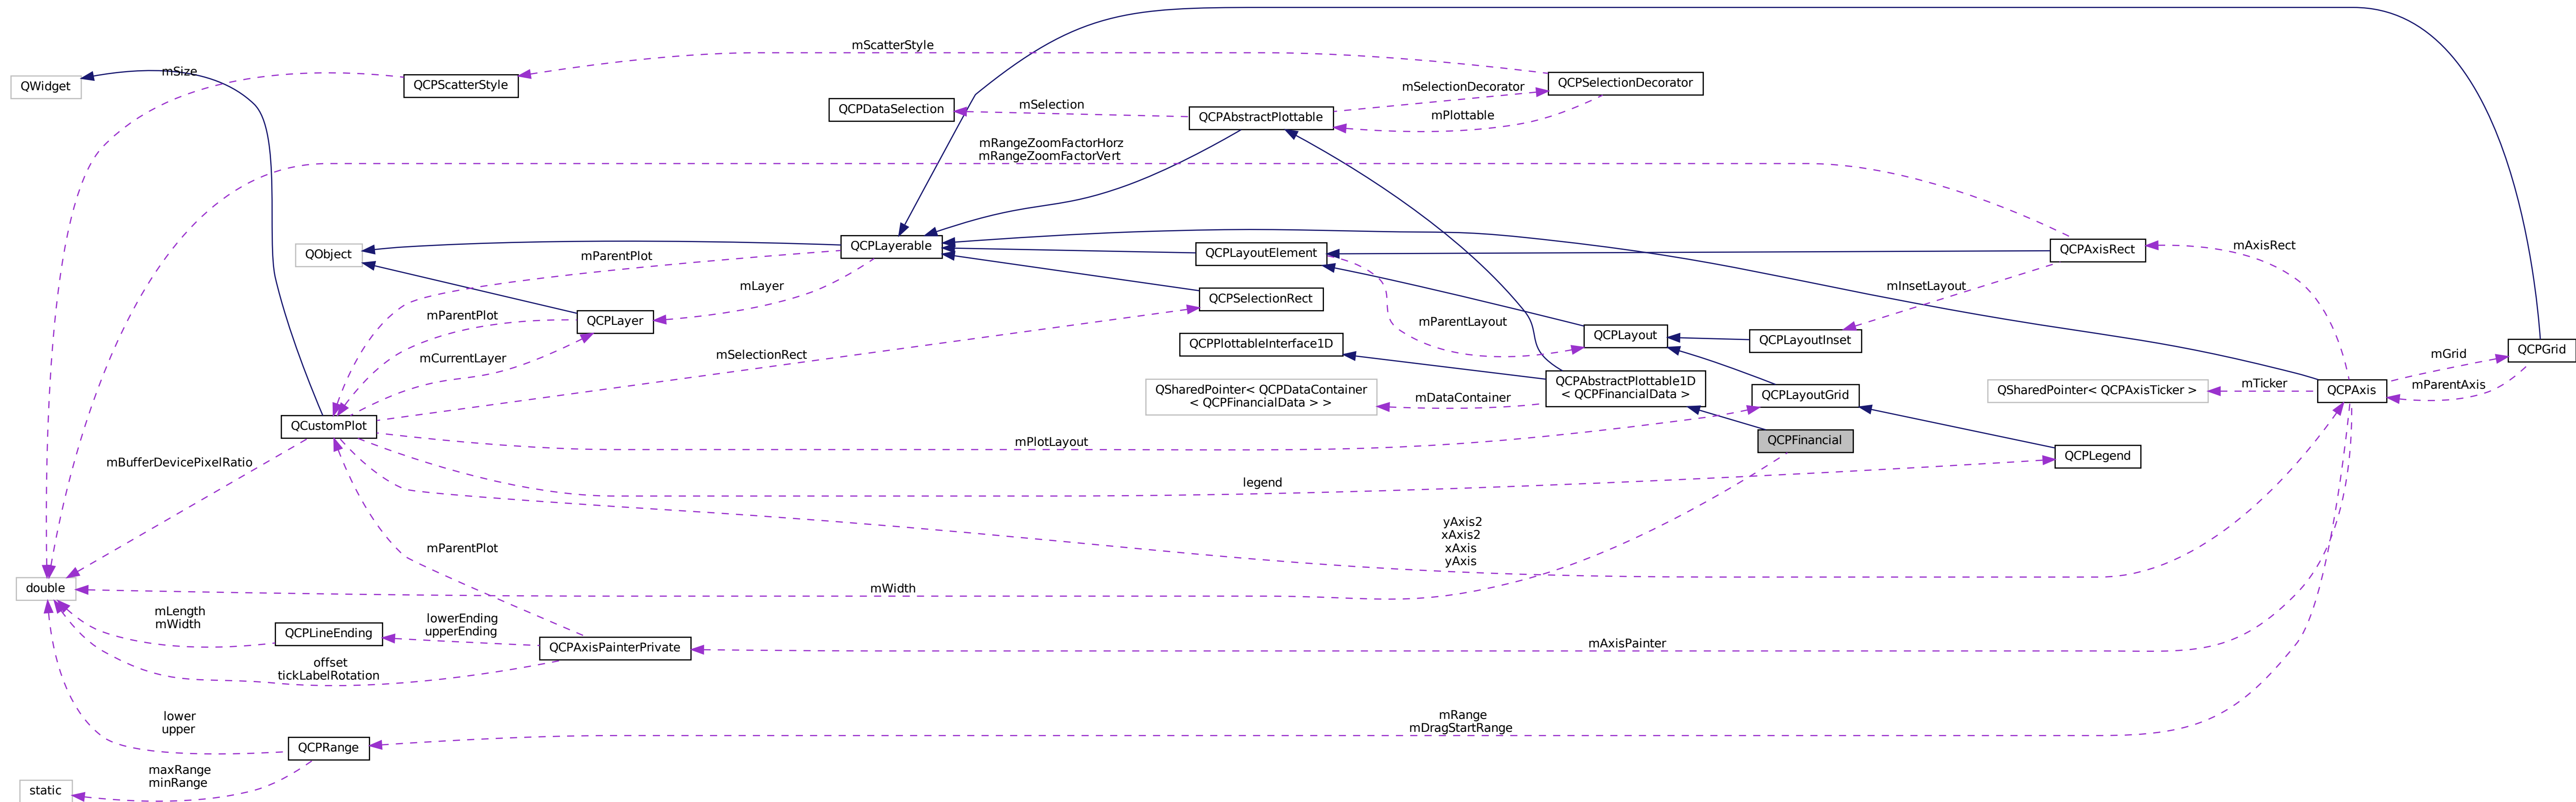 mScatterStyle
mSize
QWidget
QCPScatterStyle
QCPSelectionDecorator
mSelectionDecorator
mSelection
QCPDataSelection
QCPAbstractPlottable
mPlottable
mRangeZoomFactorHorz
mRangeZoomFactorVert
QCPLayerable
QObject
mParentPlot
QCPLayoutElement
QCPAxisRect
mAxisRect
mLayer
mInsetLayout
QCPSelectionRect
mParentPlot
QCPLayer
mParentLayout
QCPLayout
QCPLayoutInset
QCPPlottableInterface1D
mSelectionRect
mCurrentLayer
mGrid
QCPGrid
QSharedPointer< QCPDataContainer
< QCPFinancialData > >
mDataContainer
QCPAbstractPlottable1D
< QCPFinancialData >
QCPLayoutGrid
QSharedPointer< QCPAxisTicker >
mTicker
QCPAxis
mParentAxis
QCustomPlot
mPlotLayout
QCPFinancial
QCPLegend
mBufferDevicePixelRatio
legend
yAxis2
xAxis2
xAxis
yAxis
mParentPlot
double
mWidth
mLength
mWidth
QCPLineEnding
lowerEnding
upperEnding
QCPAxisPainterPrivate
mAxisPainter
offset
tickLabelRotation
lower
upper
QCPRange
mRange
mDragStartRange
maxRange
minRange
static